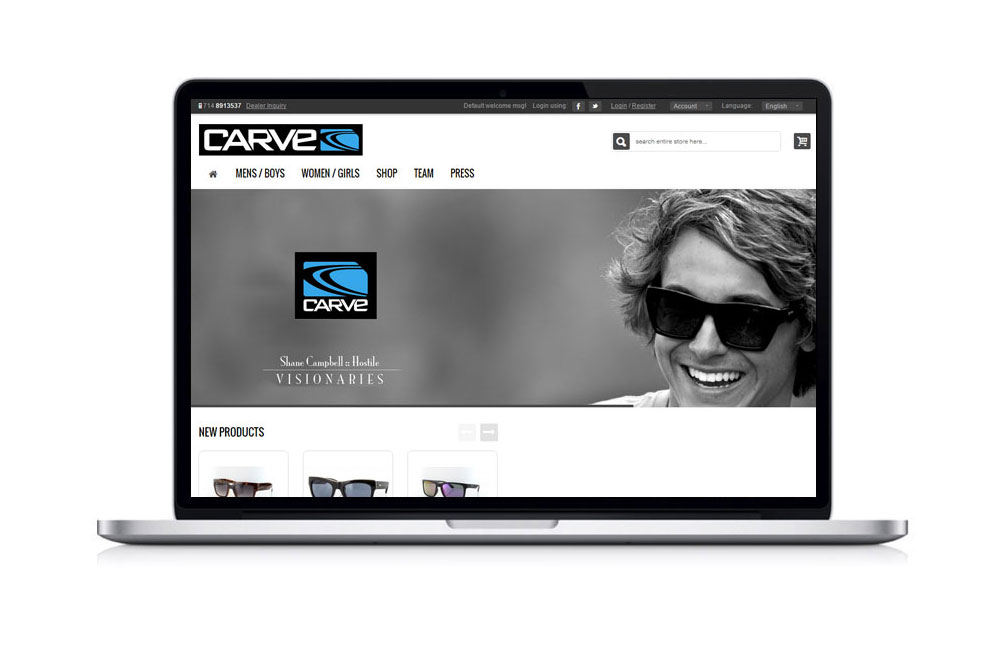 714 8913537 Dealer Inquiry Default welcome msg! Login using f Login / Register Account Language: English
CARVE
search entire store here...
MENS / BOYS WOMEN / GIRLS SHOP TEAM PRESS
CARVE
Shane Campbell :: Hostile
VISIONARIES
NEW PRODUCTS